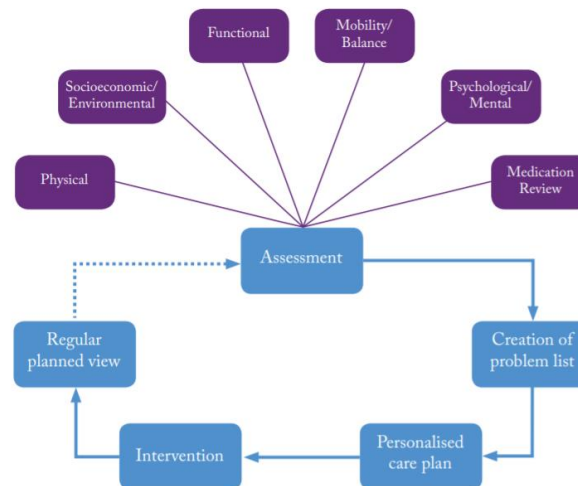 Functional
Mobility/
Balance
Socioeconomic/
Environmental
Psychological/
Mental
Physical
Medication
Review
Assessment
Regular
planned view
Creation of
problem list
Intervention
Personalised
care plan